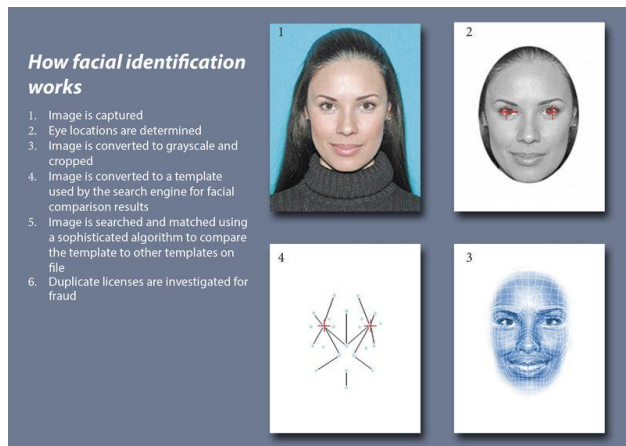 How facial identification
works
1. Image is captured
2. Eye locations are determined
3. Image is converted to grayscale and
cropped
4. Image is converted to a template
used by the search engine for facial
comparison results
5. Image is searched and matched using
a sophisticated algorithm to compare
the template to other templates on
file
6. Duplicate licenses are investigated for
fraud
1
2
4
3